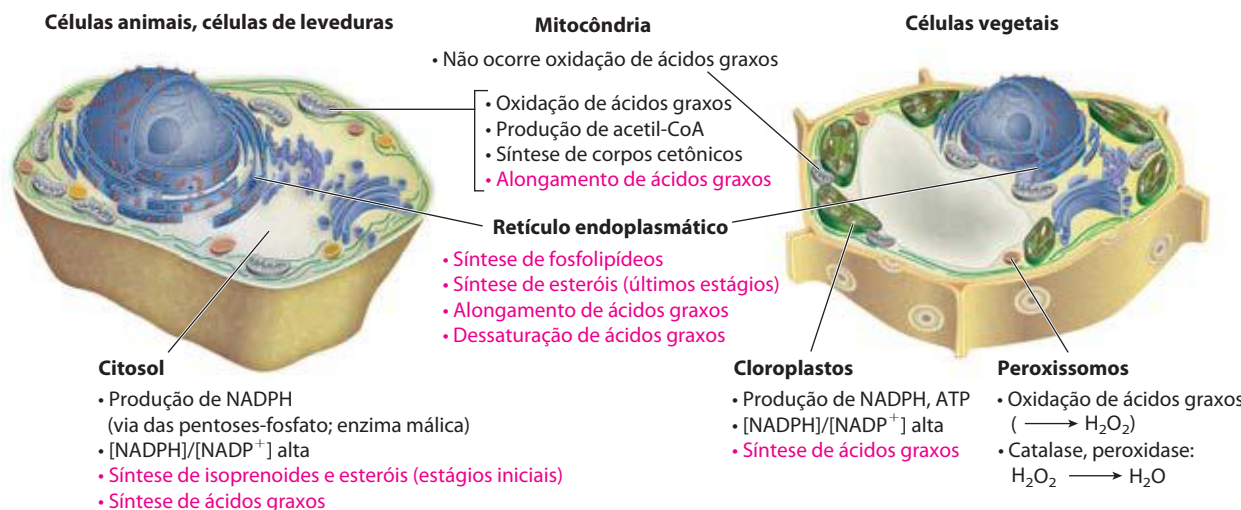 Células animais, células de leveduras
Mitocôndria
Células vegetais
• Não ocorre oxidação de ácidos graxos
• Oxidação de ácidos graxos
• Produção de acetil-CoA
• Síntese de corpos cetônicos
• Alongamento de ácidos graxos
Retículo endoplasmático
• Síntese de fosfolipídeos
• Síntese de esteróis (últimos estágios)
• Alongamento de ácidos graxos
• Dessaturação de ácidos graxos
Citosol
• Produção de NADPH
(via das pentoses-fosfato; enzima málica)
• [NADPH]/[NADP⁺] alta
• Síntese de isoprenoides e esteróis (estágios iniciais)
• Síntese de ácidos graxos
Cloroplastos
• Produção de NADPH, ATP
• [NADPH]/[NADP⁺] alta
• Síntese de ácidos graxos
Peroxissomos
• Oxidação de ácidos graxos
( ⟶ H₂O₂)
• Catalase, peroxidase:
H₂O₂ ⟶ H₂O